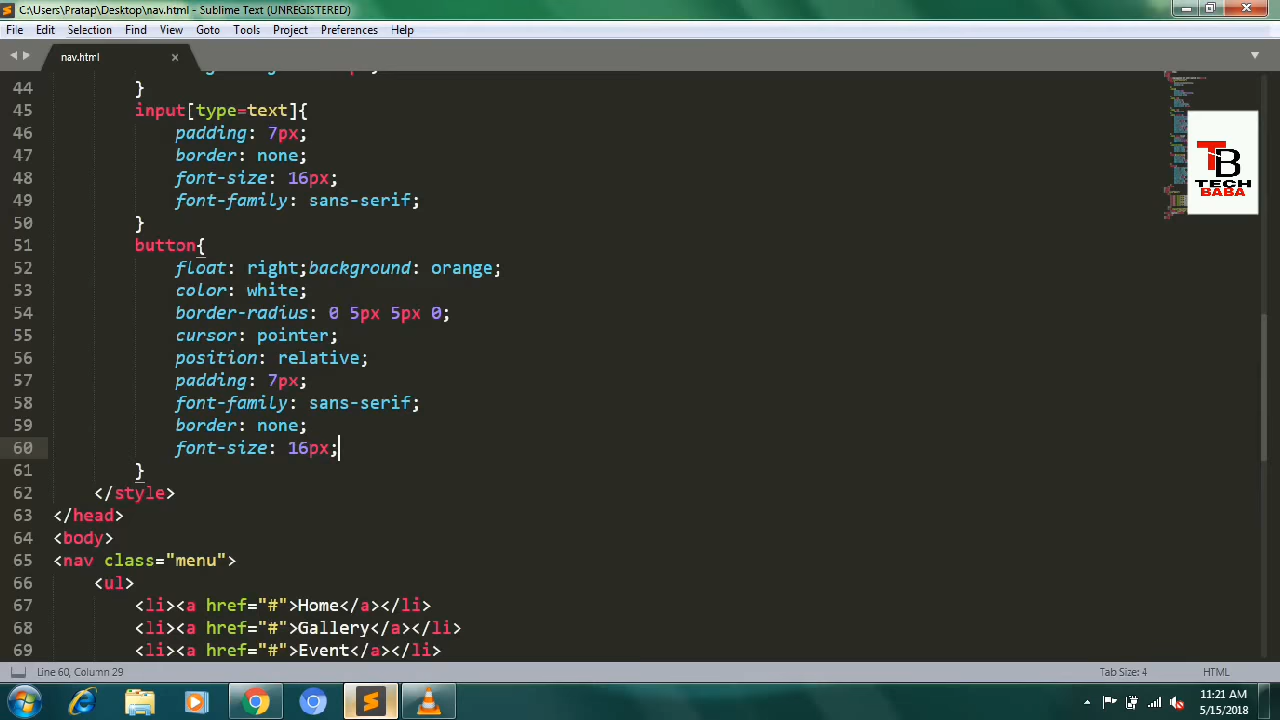 C:\Users\Pratap\Desktop\nav.html - Sublime Text (UNREGISTERED)
File Edit Selection Find View Goto Tools Project Preferences Help
nav.html
44 }
45 input[type=text]{
46 padding: 7px;
47 border: none;
48 font-size: 16px;
49 font-family: sans-serif;
50 }
51 button{
52 float: right;background: orange;
53 color: white;
54 border-radius: 0 5px 5px 0;
55 cursor: pointer;
56 position: relative;
57 padding: 7px;
58 font-family: sans-serif;
59 border: none;
60 font-size: 16px;
61 }
62 </style>
63 </head>
64 <body>
65 <nav class="menu">
66 <ul>
67 <li><a href="#">Home</a></li>
68 <li><a href="#">Gallery</a></li>
69 <li><a href="#">Event</a></li>
TB
TECH
BABA
Line 60, Column 29 Tab Size: 4 HTML
11:21 AM
5/15/2018